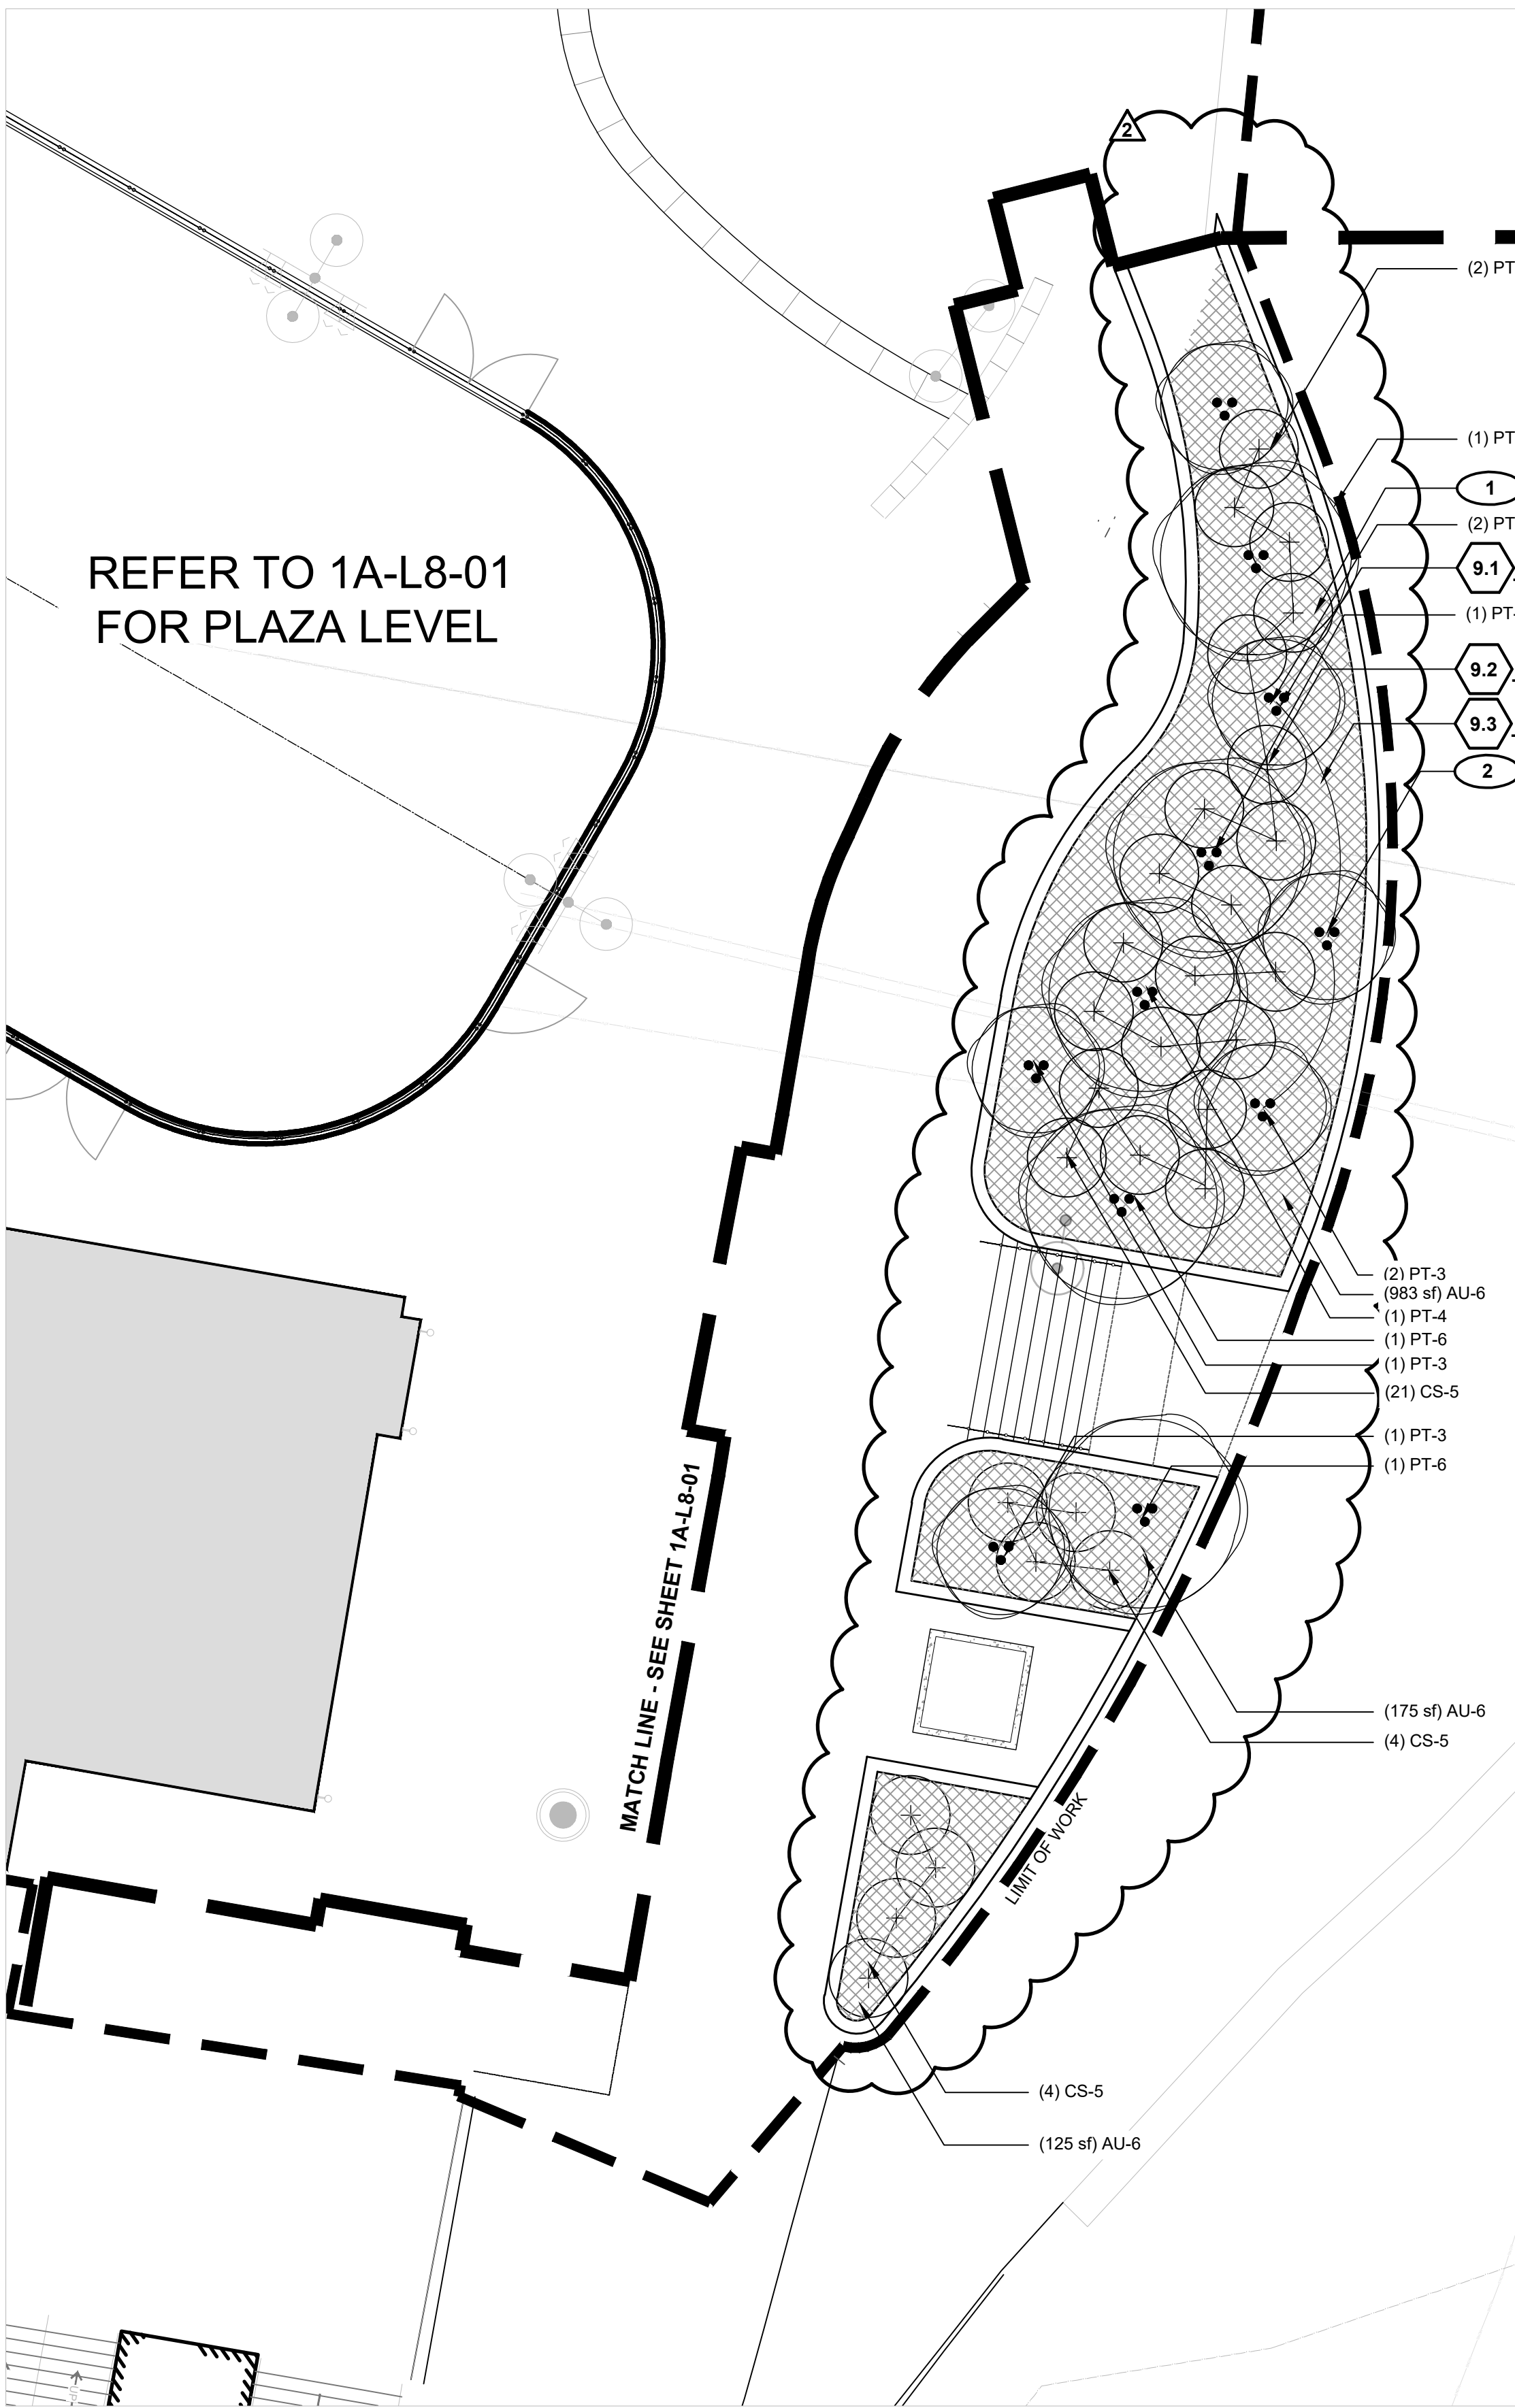 2
(2) PT
(1) PT
1
(2) PT
9.1
(1) PT-
9.2
9.3
2
REFER TO 1A-L8-01
FOR PLAZA LEVEL
(2) PT-3
(983 sf) AU-6
(1) PT-4
(1) PT-6
(1) PT-3
(21) CS-5
(1) PT-3
(1) PT-6
MATCH LINE - SEE SHEET 1A-L8-01
(175 sf) AU-6
(4) CS-5
LIMIT OF WORK
(4) CS-5
(125 sf) AU-6
UP